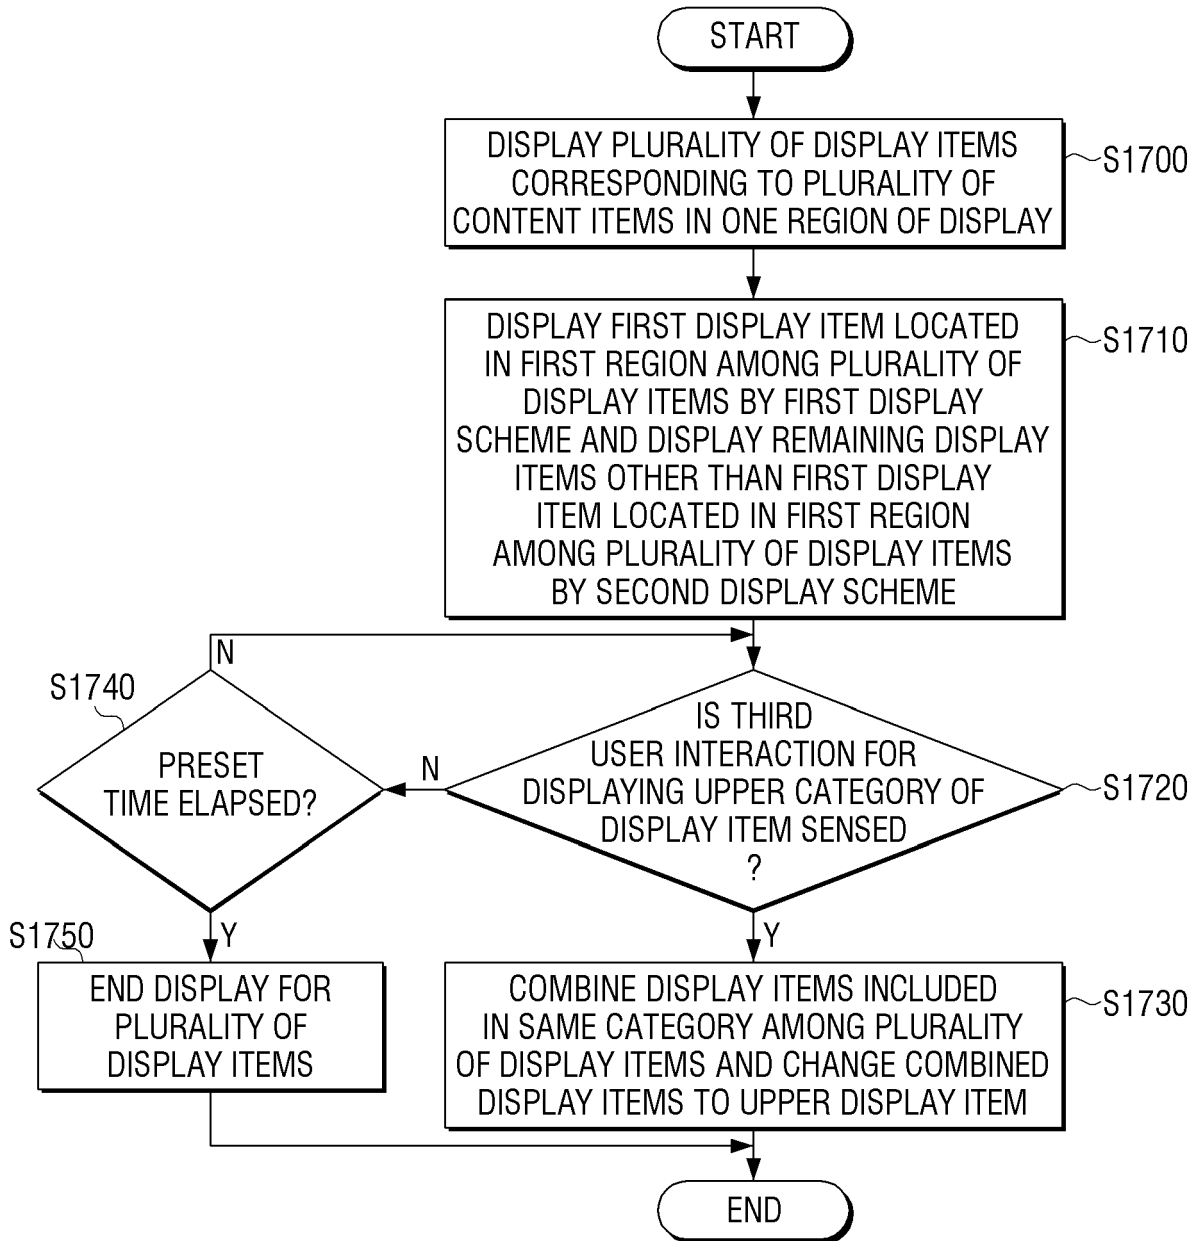 START
DISPLAY PLURALITY OF DISPLAY ITEMS
CORRESPONDING TO PLURALITY OF
CONTENT ITEMS IN ONE REGION OF DISPLAY
S1700
DISPLAY FIRST DISPLAY ITEM LOCATED
IN FIRST REGION AMONG PLURALITY OF
DISPLAY ITEMS BY FIRST DISPLAY
SCHEME AND DISPLAY REMAINING DISPLAY
ITEMS OTHER THAN FIRST DISPLAY
ITEM LOCATED IN FIRST REGION
AMONG PLURALITY OF DISPLAY ITEMS
BY SECOND DISPLAY SCHEME
S1710
N
S1740
PRESET
TIME ELAPSED?
N
IS THIRD
USER INTERACTION FOR
DISPLAYING UPPER CATEGORY OF
DISPLAY ITEM SENSED
?
S1720
Y
Y
S1750
END DISPLAY FOR
PLURALITY OF
DISPLAY ITEMS
COMBINE DISPLAY ITEMS INCLUDED
IN SAME CATEGORY AMONG PLURALITY
OF DISPLAY ITEMS AND CHANGE COMBINED
DISPLAY ITEMS TO UPPER DISPLAY ITEM
S1730
END